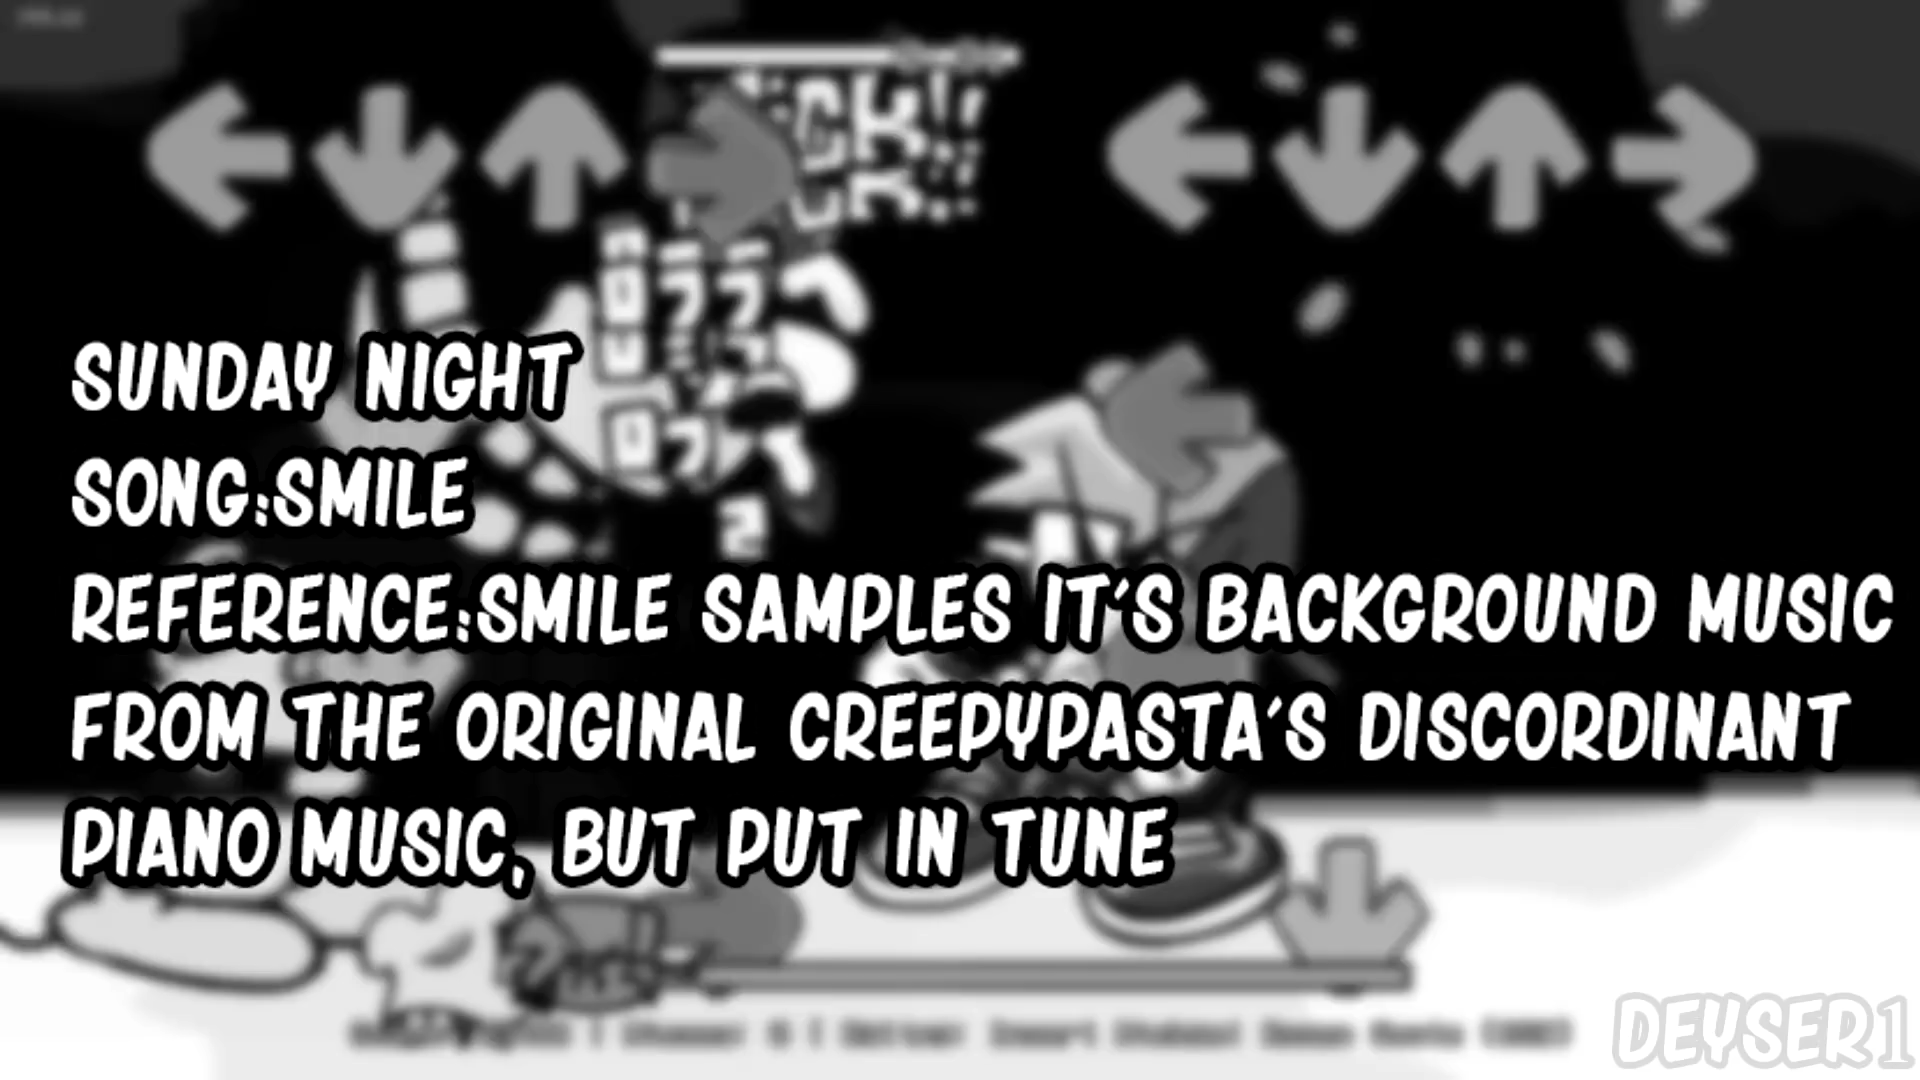 SUNDAY NIGHT
SONG:SMILE
REFERENCE:SMILE SAMPLES IT'S BACKGROUND MUSIC
FROM THE ORIGINAL CREEPYPASTA'S DISCORDINANT
PIANO MUSIC, BUT PUT IN TUNE
DEYSER1